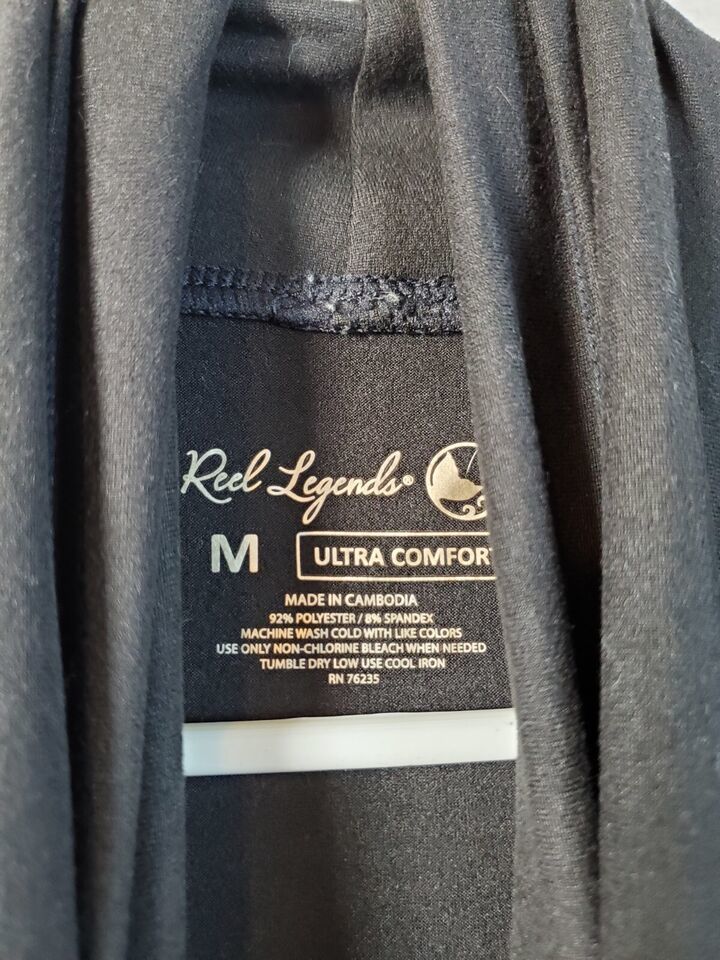 Reel Legends®
M
ULTRA COMFOR
MADE IN CAMBODIA
92% POLYESTER / 8% SPANDEX
MACHINE WASH COLD WITH LIKE COLORS
USE ONLY NON-CHLORINE BLEACH WHEN NEEDED
TUMBLE DRY LOW USE COOL IRON
RN 76235